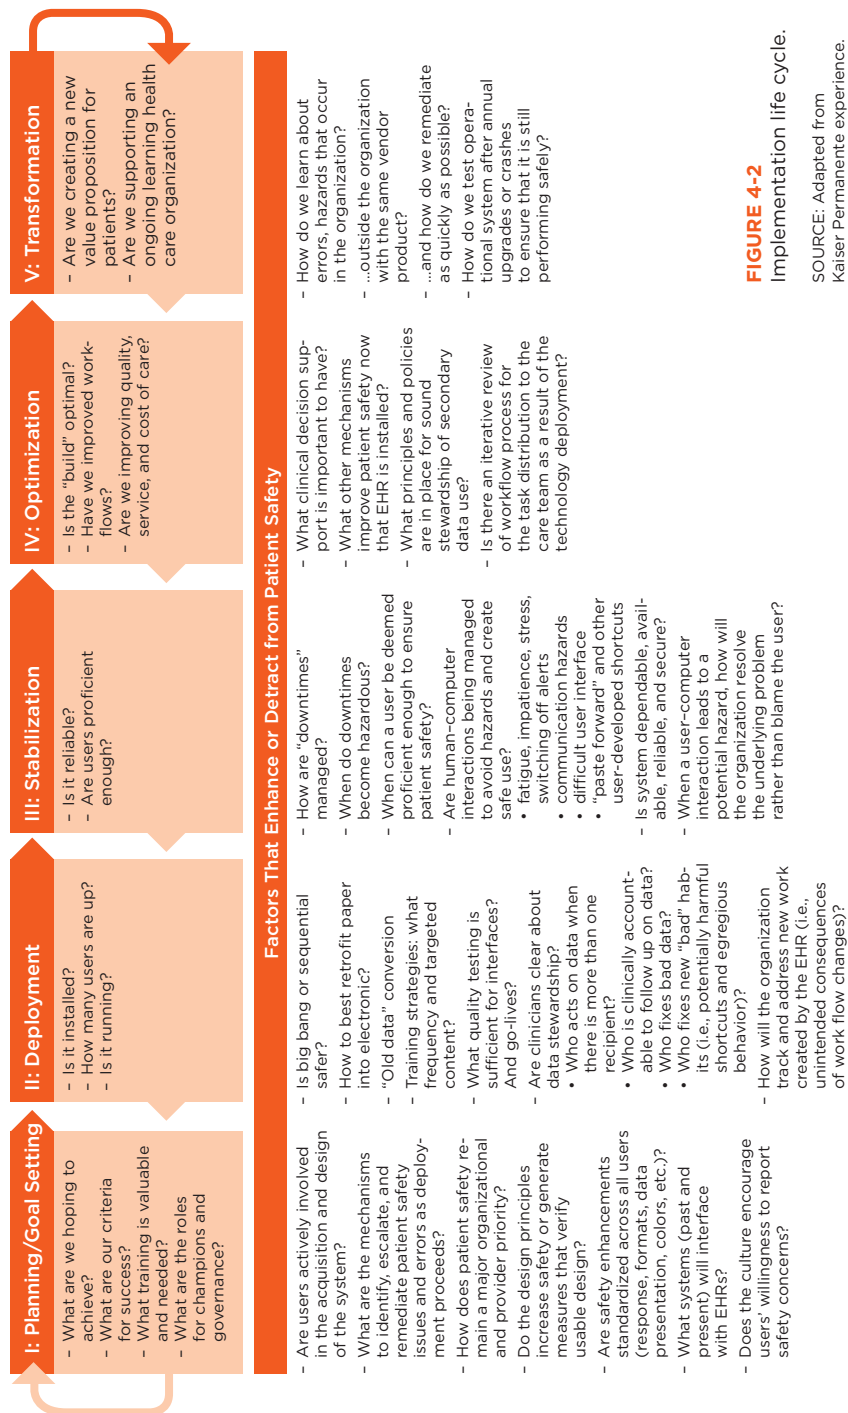 I: Planning/Goal Setting
– What are we hoping to
achieve?
– What are our criteria
for success?
– What training is valuable
and needed?
– What are the roles
for champions and
governance?
II: Deployment
– Is it installed?
– How many users are up?
– Is it running?
III: Stabilization
– Is it reliable?
– Are users proficient
enough?
IV: Optimization
– Is the “build” optimal?
– Have we improved work-
flows?
– Are we improving quality,
service, and cost of care?
V: Transformation
– Are we creating a new
value proposition for
patients?
– Are we supporting an
ongoing learning health
care organization?
Factors That Enhance or Detract from Patient Safety
– Are users actively involved
in the acquisition and design
of the system?
– What are the mechanisms
to identify, escalate, and
remediate patient safety
issues and errors as deploy-
ment proceeds?
– How does patient safety re-
main a major organizational
and provider priority?
– Do the design principles
increase safety or generate
measures that verify
usable design?
– Are safety enhancements
standardized across all users
(response, formats, data
presentation, colors, etc.)?
– What systems (past and
present) will interface
with EHRs?
– Does the culture encourage
users’ willingness to report
safety concerns?
– Is big bang or sequential
safer?
– How to best retrofit paper
into electronic?
– “Old data” conversion
– Training strategies: what
frequency and targeted
content?
– What quality testing is
sufficient for interfaces?
And go-lives?
– Are clinicians clear about
data stewardship?
• Who acts on data when
there is more than one
recipient?
• Who is clinically account-
able to follow up on data?
• Who fixes bad data?
• Who fixes new “bad” hab-
its (i.e., potentially harmful
shortcuts and egregious
behavior)?
– How will the organization
track and address new work
created by the EHR (i.e.,
unintended consequences
of work flow changes)?
– How are “downtimes”
managed?
– When do downtimes
become hazardous?
– When can a user be deemed
proficient enough to ensure
patient safety?
– Are human–computer
interactions being managed
to avoid hazards and create
safe use?
• fatigue, impatience, stress,
switching off alerts
• communication hazards
• difficult user interface
• “paste forward” and other
user-developed shortcuts
– Is system dependable, avail-
able, reliable, and secure?
– When a user–computer
interaction leads to a
potential hazard, how will
the organization resolve
the underlying problem
rather than blame the user?
– What clinical decision sup-
port is important to have?
– What other mechanisms
improve patient safety now
that EHR is installed?
– What principles and policies
are in place for sound
stewardship of secondary
data use?
– Is there an iterative review
of workflow process for
the task distribution to the
care team as a result of the
technology deployment?
– How do we learn about
errors, hazards that occur
in the organization?
– ...outside the organization
with the same vendor
product?
– ...and how do we remediate
as quickly as possible?
– How do we test opera-
tional system after annual
upgrades or crashes
to ensure that it is still
performing safely?
FIGURE 4-2
Implementation life cycle.
SOURCE: Adapted from
Kaiser Permanente experience.